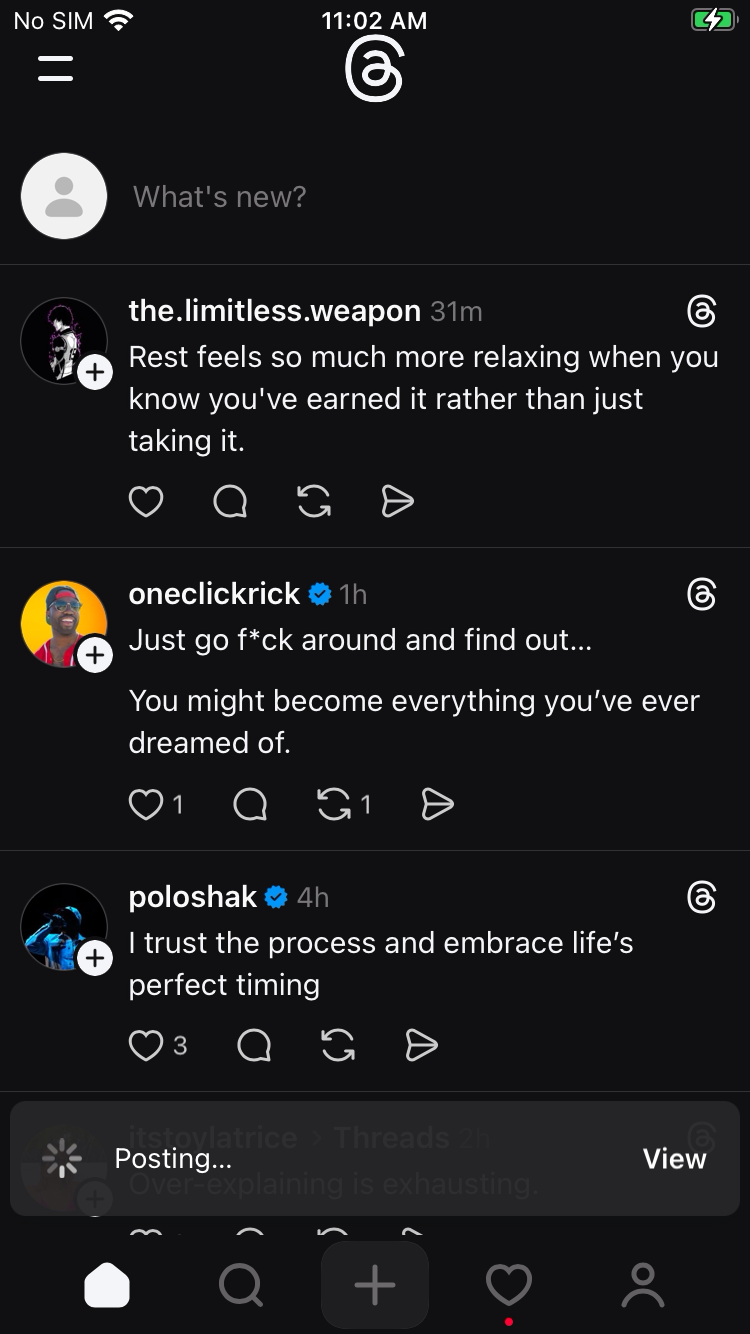 No SIM 11:02 AM
What's new?
the.limitless.weapon 31m
Rest feels so much more relaxing when you
know you've earned it rather than just
taking it.
oneclickrick 1h
Just go f*ck around and find out...
You might become everything you’ve ever
dreamed of.
1 1
poloshak 4h
I trust the process and embrace life’s
perfect timing
3
itstoylatrice > Threads 2h
Posting... View
Over-explaining is exhausting.